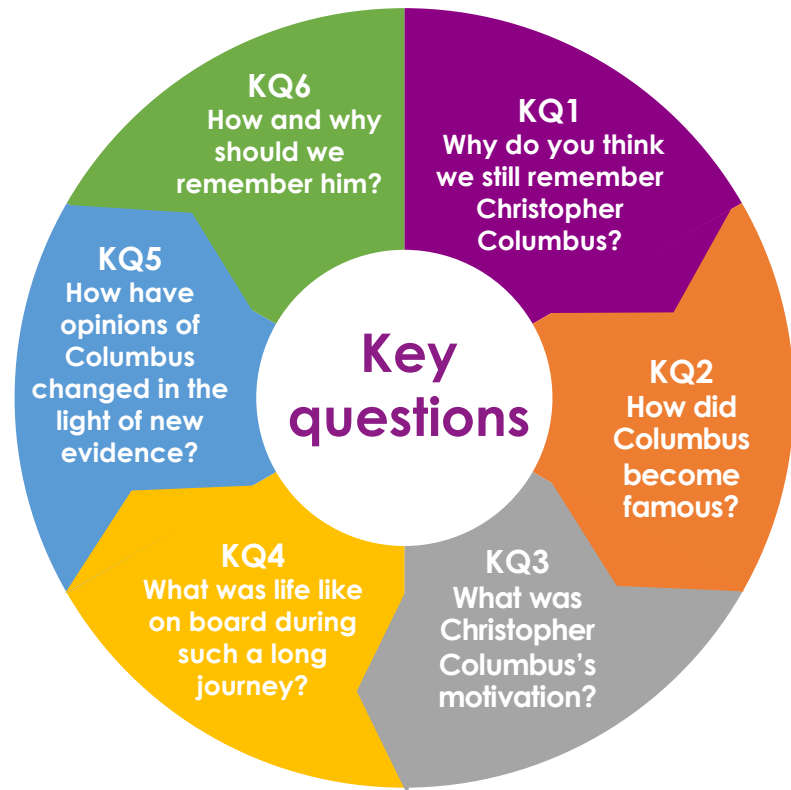 KQ1
Why do you think
we still remember
Christopher
Columbus?
KQ2
How did
Columbus
become
famous?
KQ3
What was
Christopher
Columbus’s
motivation?
KQ4
What was life like
on board during
such a long
journey?
KQ5
How have
opinions of
Columbus
changed in the
light of new
evidence?
KQ6
How and why
should we
remember him?
Key
questions